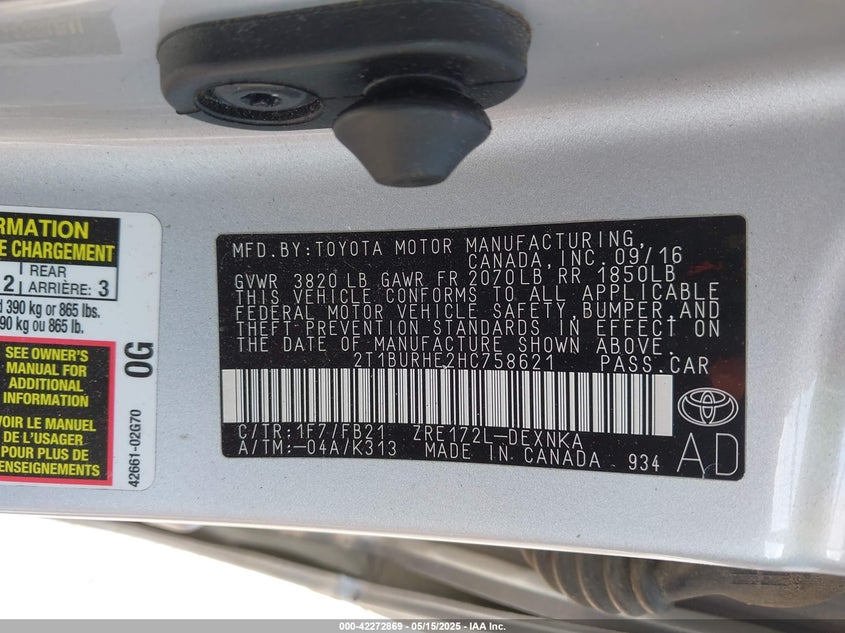 RMATION
E CHARGEMENT
2 REAR
ARRIÈRE: 3
d 390 kg or 865 lbs.
90 kg ou 865 lb.
SEE OWNER'S
MANUAL FOR
ADDITIONAL
INFORMATION
VOIR LE MANUEL
DE L'USAGER
POUR PLUS DE
RENSEIGNEMENTS
0G
42661-02G70
MFD.BY:TOYOTA MOTOR MANUFACTURING,
CANADA, INC. 09/16
GVWR 3820 LB GAWR FR 2070LB, RR 1850LB
THIS VEHICLE CONFORMS TO ALL APPLICABLE
FEDERAL MOTOR VEHICLE SAFETY, BUMPER, AND
THEFT PREVENTION STANDARDS IN EFFECT ON
THE DATE OF MANUFACTURE SHOWN ABOVE.
2T1BURHE2HC758621 PASS.CAR
C/TR:1F7/FB21 ZRE172L-DEXNKA
A/TM:-04A/K313 MADE IN CANADA 934
AD
000-42272869 - 05/15/2025 - IAA Inc.